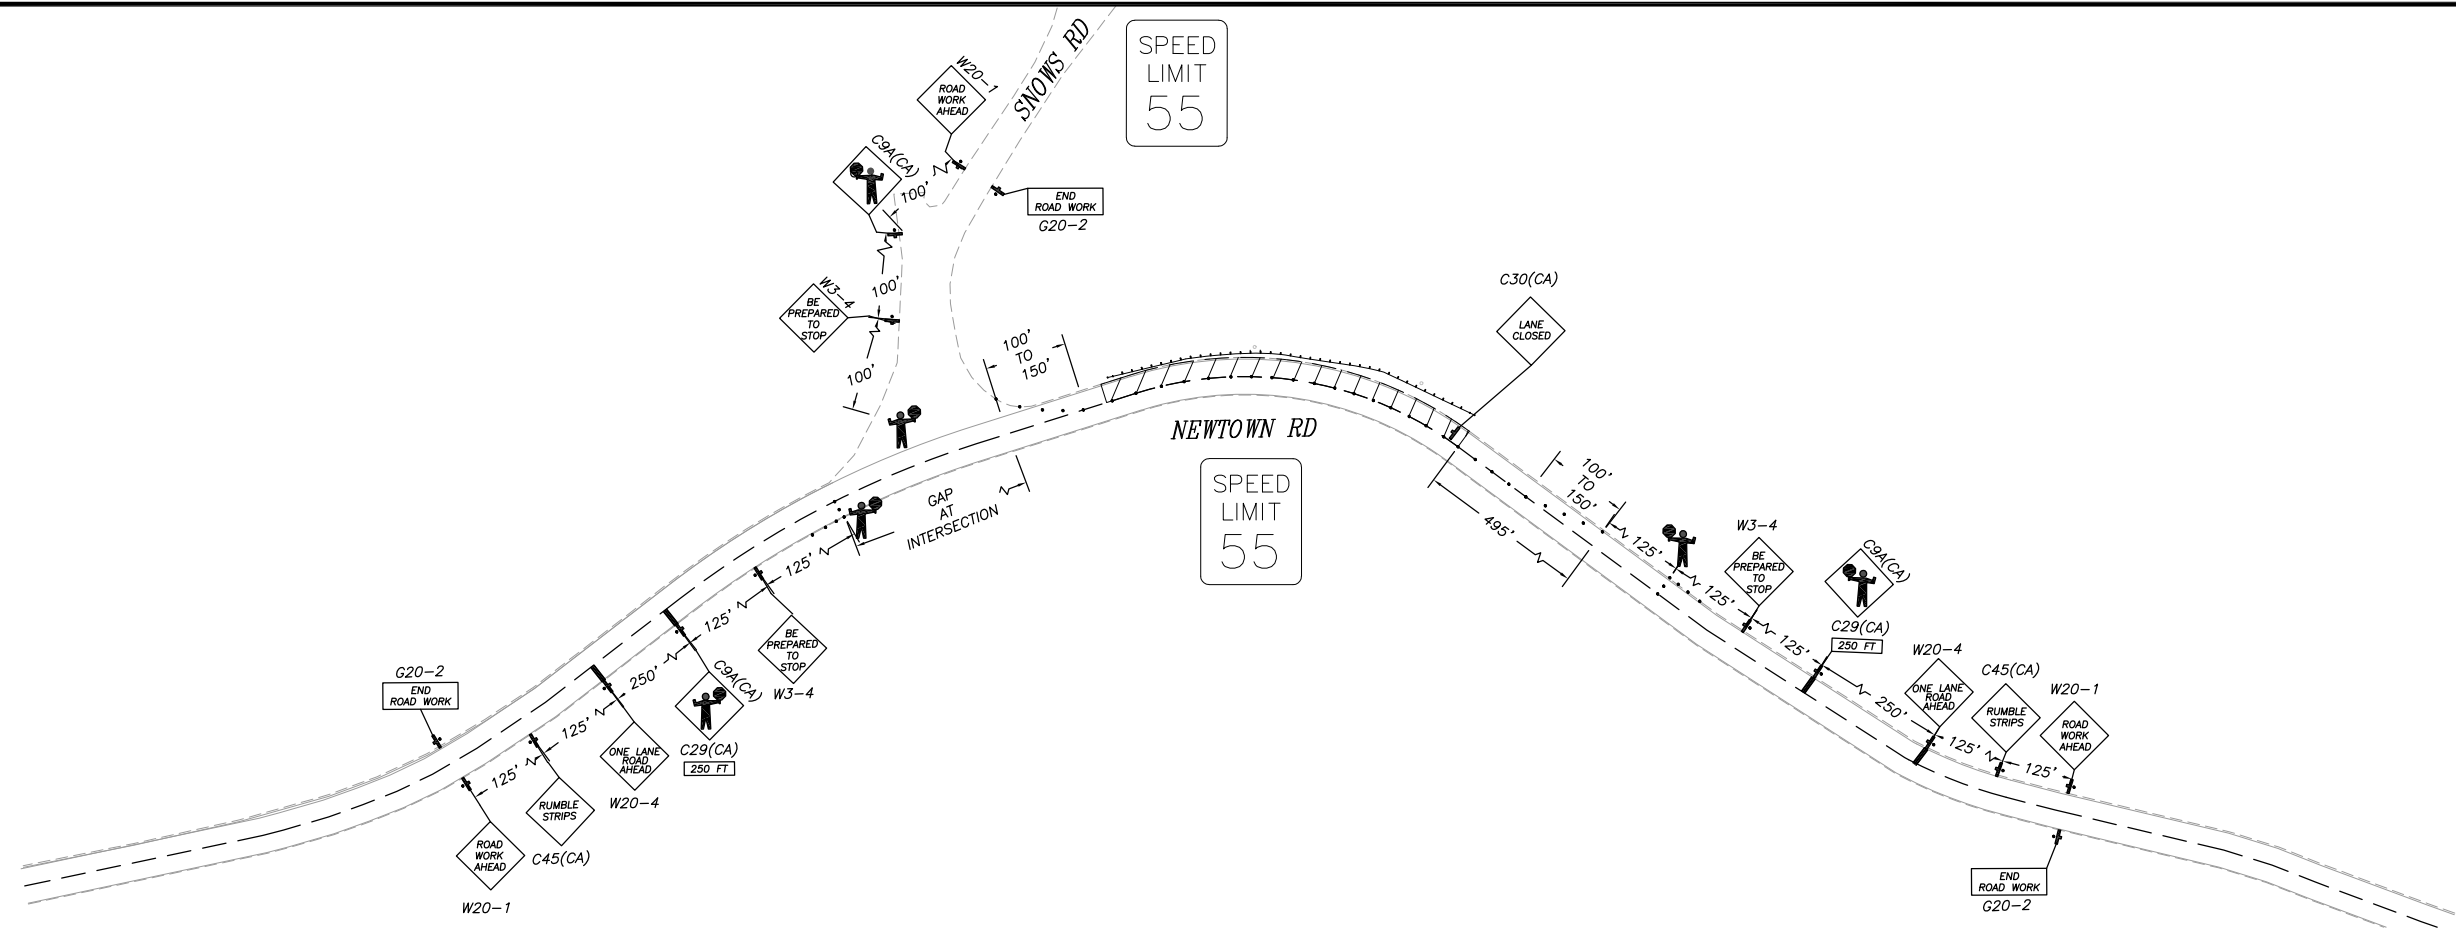 SPEED
LIMIT
55
SNOWS RD
W20-1
ROAD
WORK
AHEAD
C9A(CA)
100'
END
ROAD WORK
G20-2
100'
W3-4
BE
PREPARED
TO
STOP
100'
100'
TO
150'
C30(CA)
LANE
CLOSED
NEWTOWN RD
SPEED
LIMIT
55
GAP
AT
INTERSECTION
495'
100'
TO
150'
125'
125'
W3-4
BE
PREPARED
TO
STOP
125'
C9A(CA)
C29(CA)
250 FT
250'
W20-4
ONE LANE
ROAD
AHEAD
125'
C45(CA)
RUMBLE
STRIPS
125'
W20-1
ROAD
WORK
AHEAD
END
ROAD WORK
G20-2
125'
125'
BE
PREPARED
TO
STOP
W3-4
250'
C9A(CA)
C29(CA)
250 FT
125'
ONE LANE
ROAD
AHEAD
W20-4
125'
RUMBLE
STRIPS
C45(CA)
ROAD
WORK
AHEAD
W20-1
G20-2
END
ROAD WORK